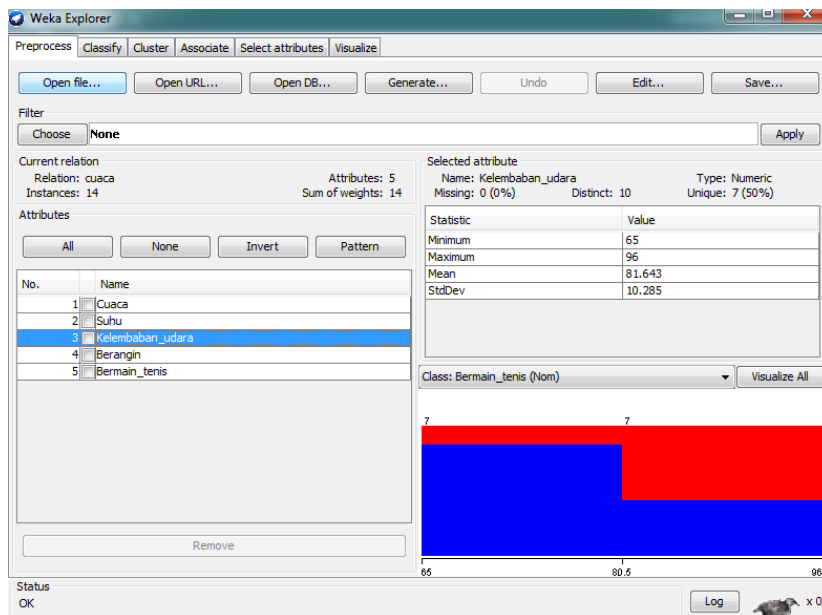 Weka Explorer
Preprocess Classify Cluster Associate Select attributes Visualize
Open file... Open URL... Open DB... Generate... Undo Edit... Save...
Filter
Choose None Apply
Current relation
Relation: cuaca Attributes: 5
Instances: 14 Sum of weights: 14
Selected attribute
Name: Kelembaban_udara Type: Numeric
Missing: 0 (0%) Distinct: 10 Unique: 7 (50%)
Attributes
All None Invert Pattern
No. Name
1 Cuaca
2 Suhu
3 Kelembaban_udara
4 Berangin
5 Bermain_tenis
Remove
Statistic Value
Minimum 65
Maximum 96
Mean 81.643
StdDev 10.285
Class: Bermain_tenis (Nom) Visualize All
7 7
65 80.5 96
Status
OK Log x 0